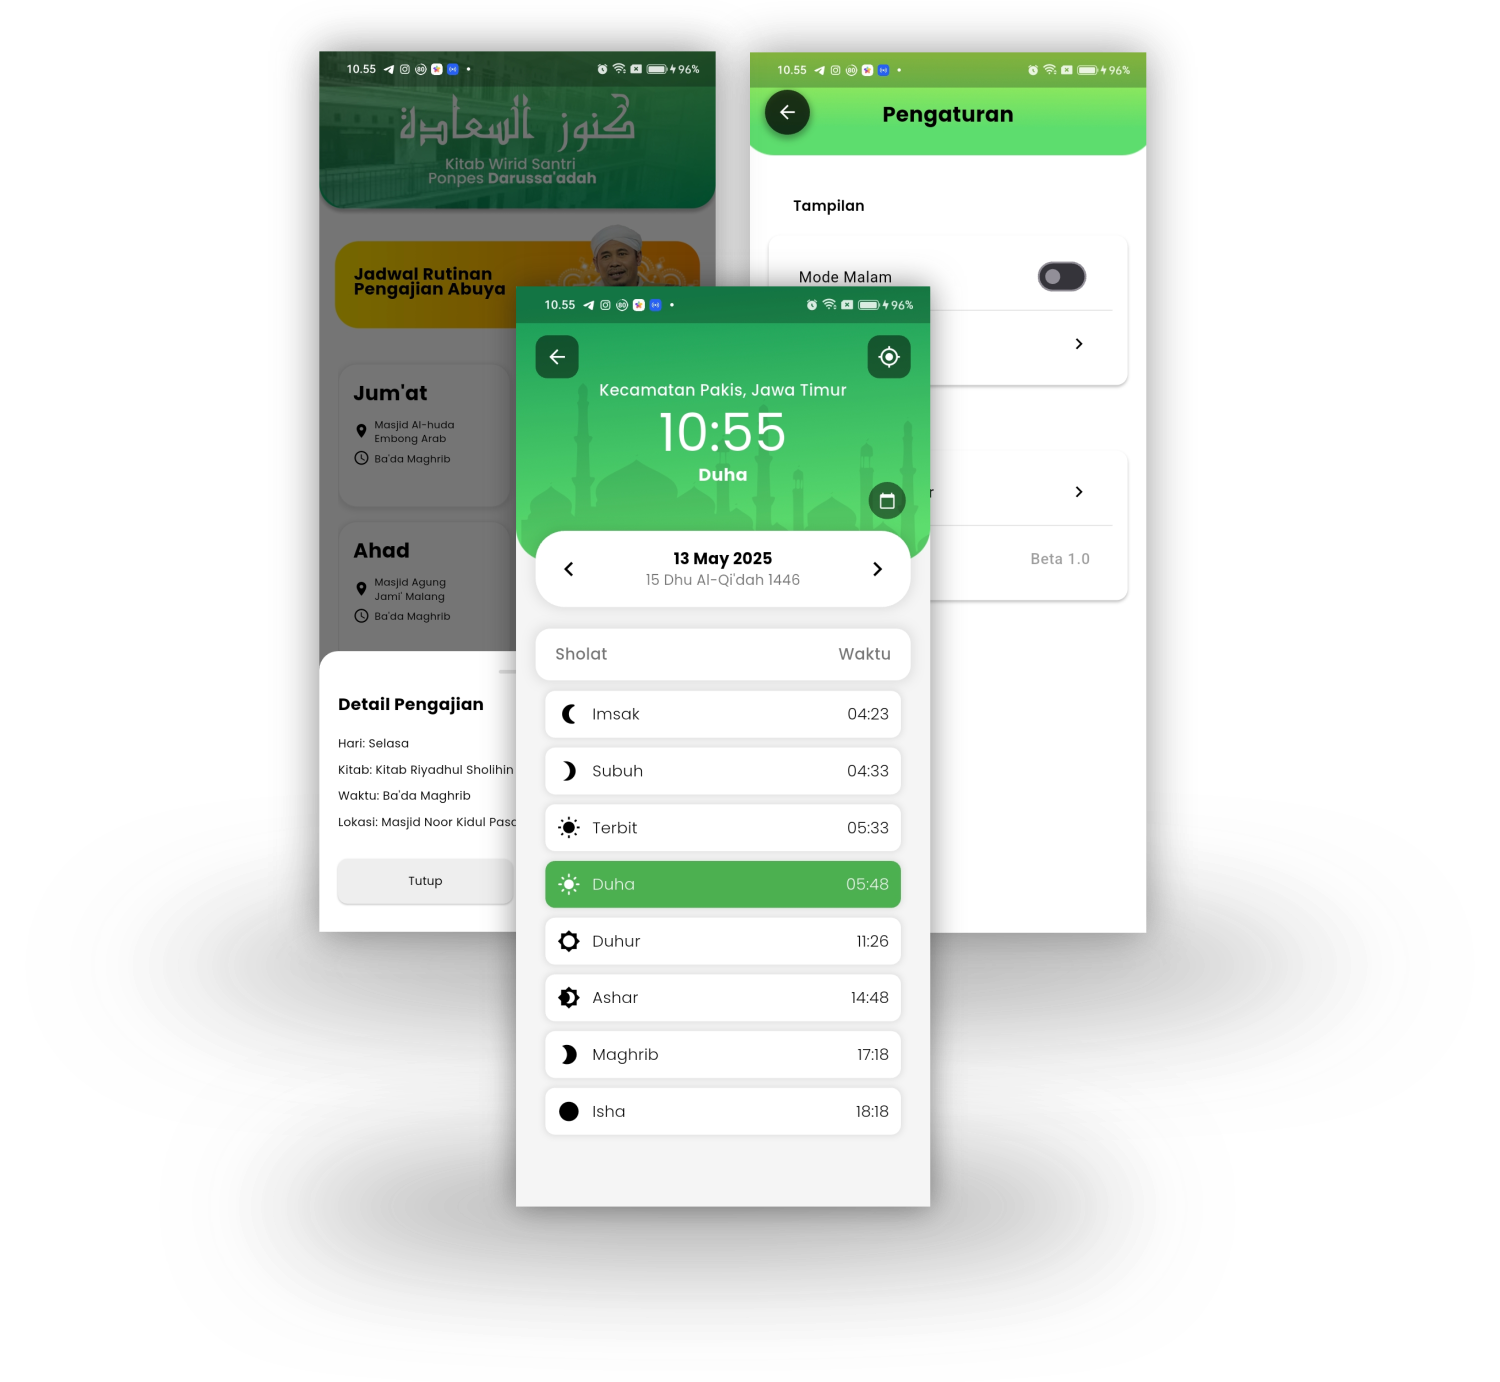 10.55
96%
كنوز السعادة
Kitab Wirid Santri
Ponpes Darussa'adah
Jadwal Rutinan
Pengajian Abuya
Jum'at
Masjid Al-huda
Embong Arab
Ba'da Maghrib
Ahad
Masjid Agung
Jami' Malang
Ba'da Maghrib
Detail Pengajian
Hari: Selasa
Kitab: Kitab Riyadhul Sholihin
Waktu: Ba'da Maghrib
Lokasi: Masjid Noor Kidul
Tutup
10.55
96%
Kecamatan Pakis, Jawa Timur
10:55
Duha
13 May 2025
15 Dhu Al-Qi'dah 1446
Sholat Waktu
Imsak 04:23
Subuh 04:33
Terbit 05:33
Duha 05:48
Duhur 11:26
Ashar 14:48
Maghrib 17:18
Isha 18:18
10.55
96%
Pengaturan
Tampilan
Mode Malam
Beta 1.0